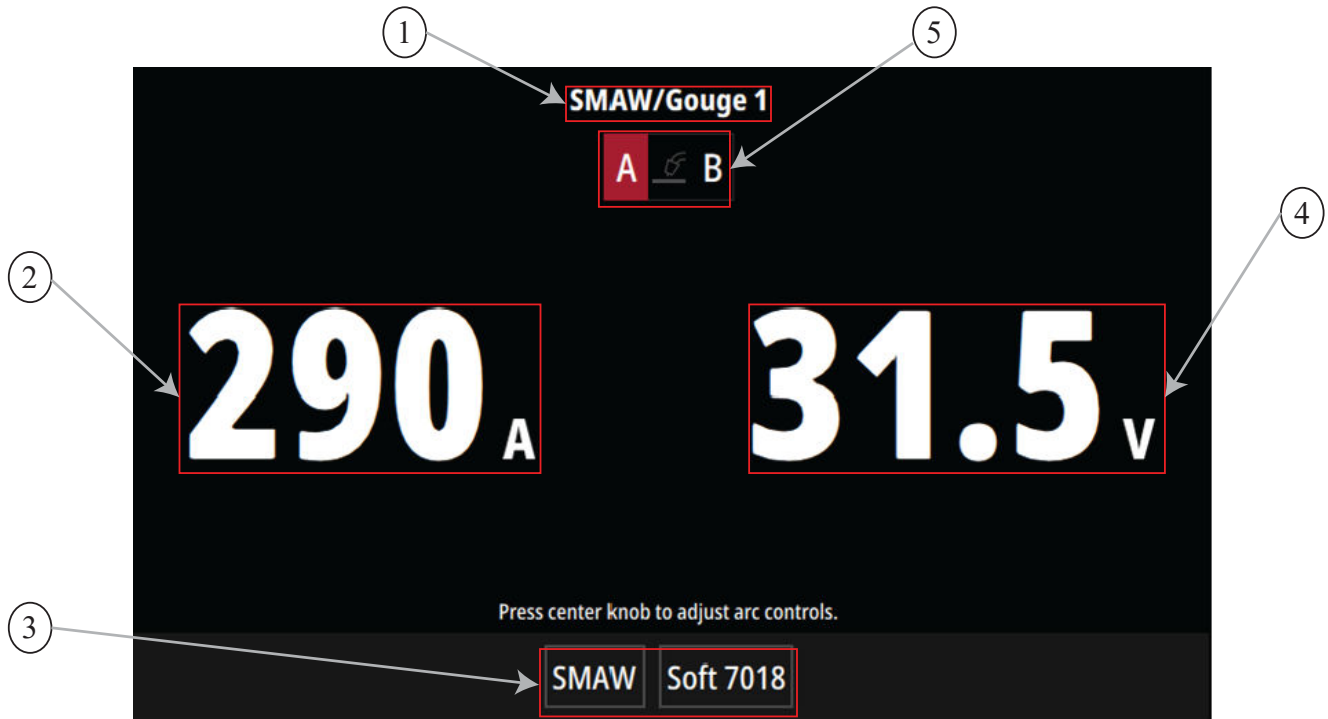 1
5
SMAW/Gouge 1
A B
4
2
290 A
31.5 V
Press center knob to adjust arc controls.
3
SMAW
Soft 7018